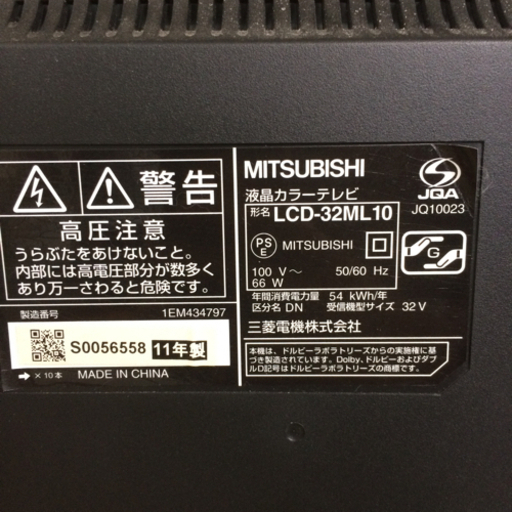 警告
高圧注意
うらぶたをあけないこと。
内部には高電圧部分が数多く
あり万一さわると危険です。
製造番号 1EM434797
S0056558 11年製
→×10本 MADE IN CHINA
MITSUBISHI
液晶カラーテレビ
形名 LCD-32ML10
PSE MITSUBISHI
100 V～ 50/60 Hz
66 W
年間消費電力量 54 kWh/年
区分名 DN 受信機型サイズ 32V
三菱電機株式会社
本機は、ドルビーラボラトリーズからの実施権に基
づき製造されています。Dolby、ドルビーおよびダブ
ルD記号はドルビーラボラトリーズの商標です。
JQA
JQ10023
G